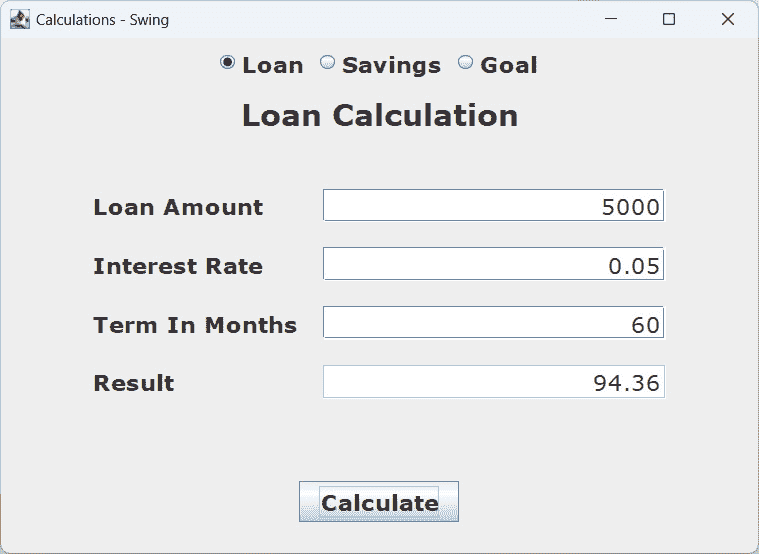 Calculations - Swing
Loan Savings Goal
Loan Calculation
Loan Amount 5000
Interest Rate 0.05
Term In Months 60
Result 94.36
Calculate